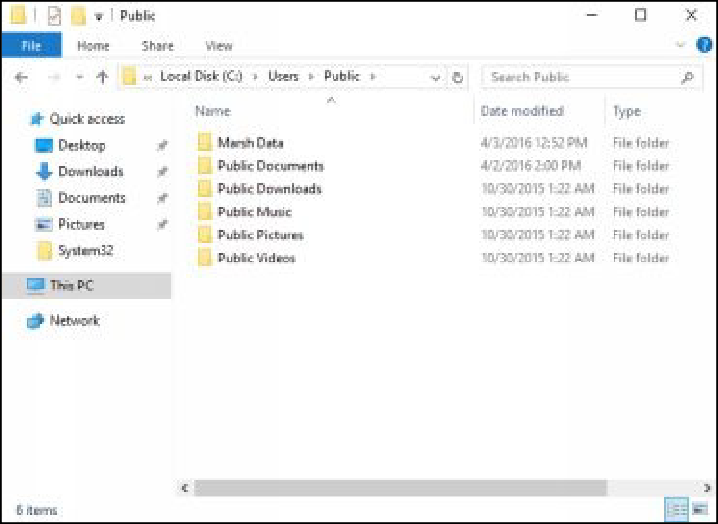 Public
File Home Share View
Local Disk (C:) Users Public
Search Public
Name Date modified Type
Quick access
Desktop
Downloads
Documents
Pictures
System32
This PC
Network
Marsh Data 4/3/2016 12:52 PM File folder
Public Documents 4/2/2016 2:00 PM File folder
Public Downloads 10/30/2015 1:22 AM File folder
Public Music 10/30/2015 1:22 AM File folder
Public Pictures 10/30/2015 1:22 AM File folder
Public Videos 10/30/2015 1:22 AM File folder
6 items